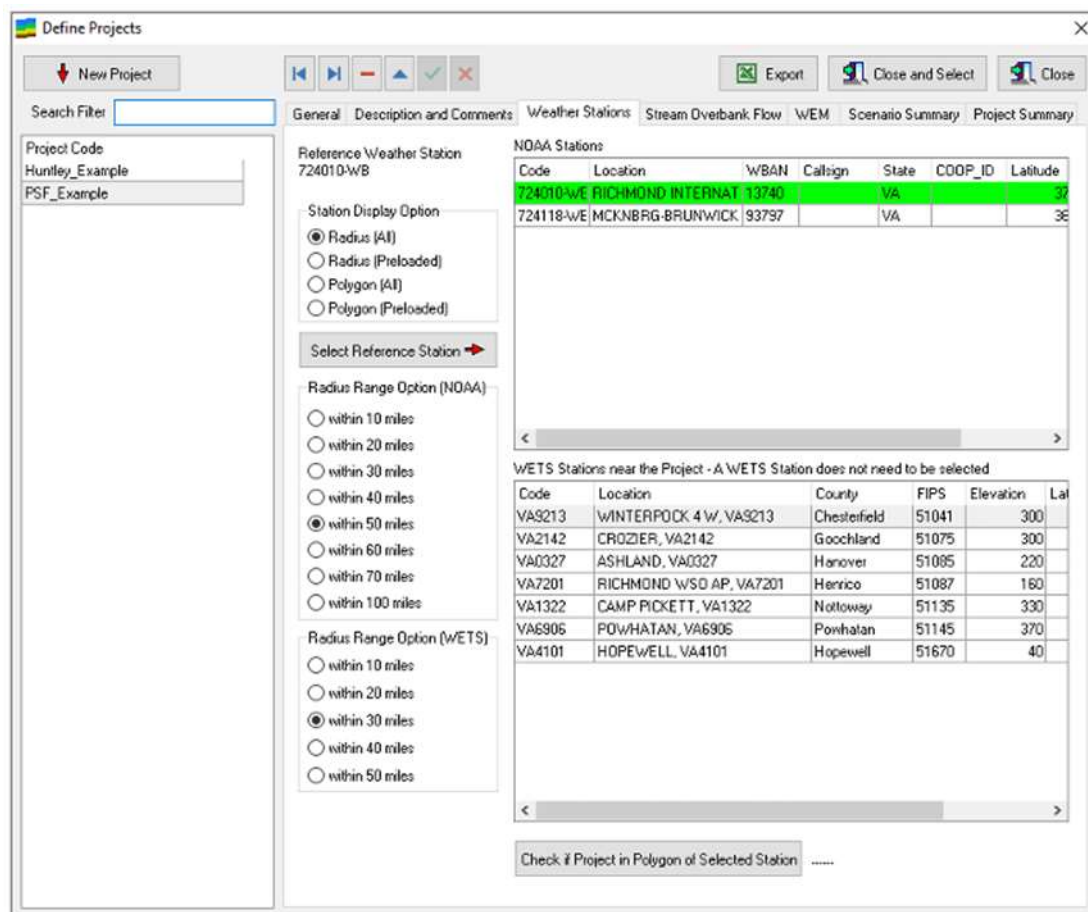 Define Projects
New Project
Export
Close and Select
Close
Search Filter
General Description and Comments Weather Stations Stream Overbank Flow WEM Scenario Summary Project Summary
Project Code
Huntley_Example
PSF_Example
Reference Weather Station
724010-WB
Station Display Option
Radius (All)
Radius (Preloaded)
Polygon (All)
Polygon (Preloaded)
Select Reference Station
Radius Range Option (NOAA)
within 10 miles
within 20 miles
within 30 miles
within 40 miles
within 50 miles
within 60 miles
within 70 miles
within 100 miles
Radius Range Option (WETS)
within 10 miles
within 20 miles
within 30 miles
within 40 miles
within 50 miles
NOAA Stations
Code Location WBAN Callsign State COOP_ID Latitude
724010-WE RICHMOND INTERNAT 13740 VA 37
724118-WE MCKNBRG-BRUNWICK 93797 VA 36
WETS Stations near the Project - A WETS Station does not need to be selected
Code Location County FIPS Elevation Lat
VA9213 WINTERPOCK 4 W, VA9213 Chesterfield 51041 300
VA2142 CROZIER, VA2142 Goochland 51075 300
VA0327 ASHLAND, VA0327 Hanover 51085 220
VA7201 RICHMOND WSO AP, VA7201 Henrico 51087 160
VA1322 CAMP PICKETT, VA1322 Nottoway 51135 330
VA6906 POWHATAN, VA6906 Powhatan 51145 370
VA4101 HOPEWELL, VA4101 Hopewell 51670 40
Check if Project in Polygon of Selected Station ......